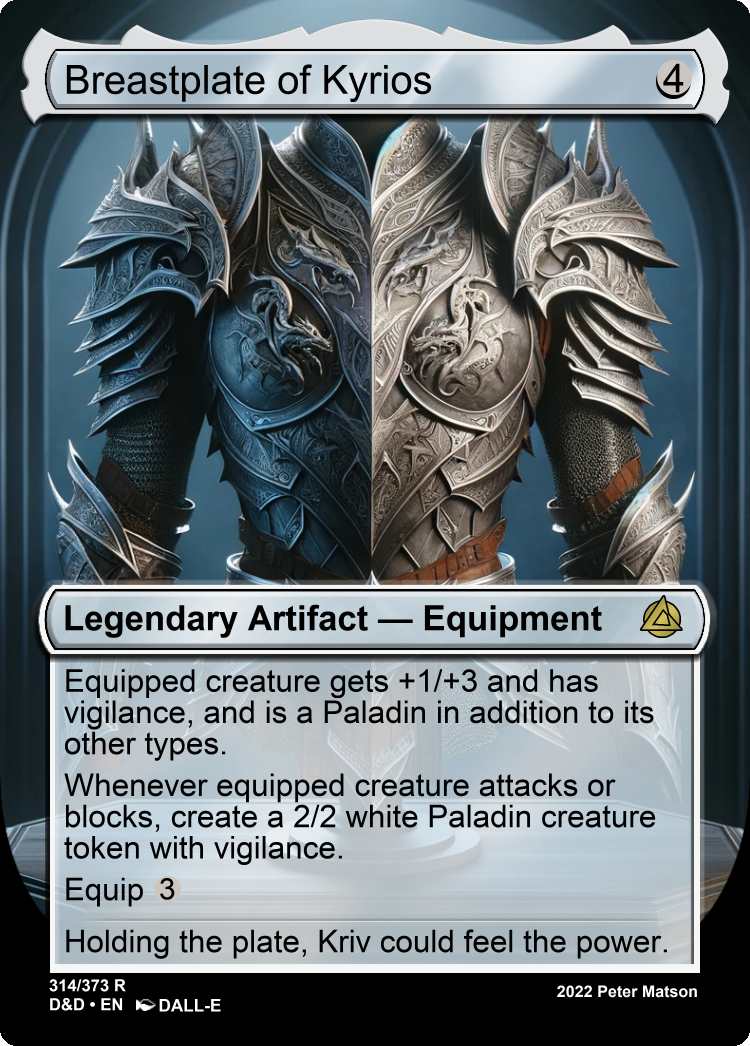 Breastplate of Kyrios 4
Legendary Artifact — Equipment
Equipped creature gets +1/+3 and has
vigilance, and is a Paladin in addition to its
other types.
Whenever equipped creature attacks or
blocks, create a 2/2 white Paladin creature
token with vigilance.
Equip 3
Holding the plate, Kriv could feel the power.
314/373 R
D&D • EN DALL-E
2022 Peter Matson